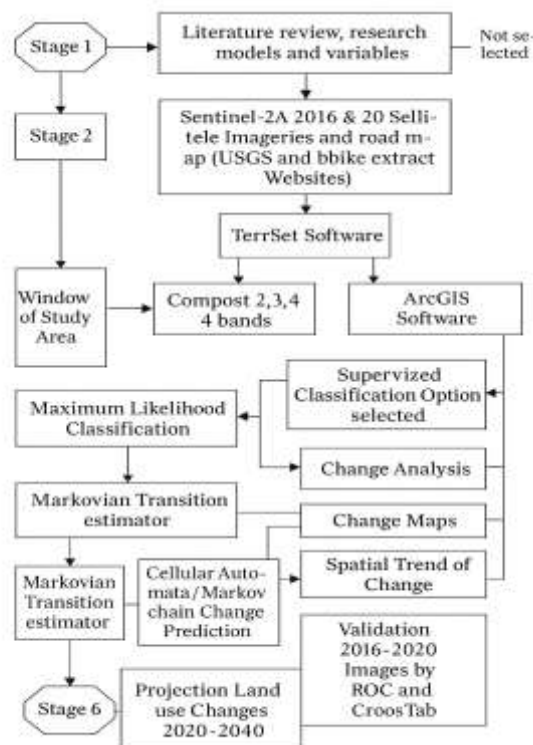 Stage 1
Literature review, research
models and variables
Not se-
lected
Stage 2
Sentinel-2A 2016 & 20 Selli-
tele Imageries and road m-
ap (USGS and bbike extract
Websites)
TerrSet Software
Window
of Study
Area
Compost 2,3,4
4 bands
ArcGIS
Software
Supervized
Classification Option
selected
Maximum Likelihood
Classification
Change Analysis
Markovian Transition
estimator
Change Maps
Markovian
Transition
estimator
Cellular Auto-
mata/Markov
chain Change
Prediction
Spatial Trend of
Change
Validation
2016-2020
Images by
ROC and
CroosTab
Stage 6
Projection Land
use Changes
2020-2040